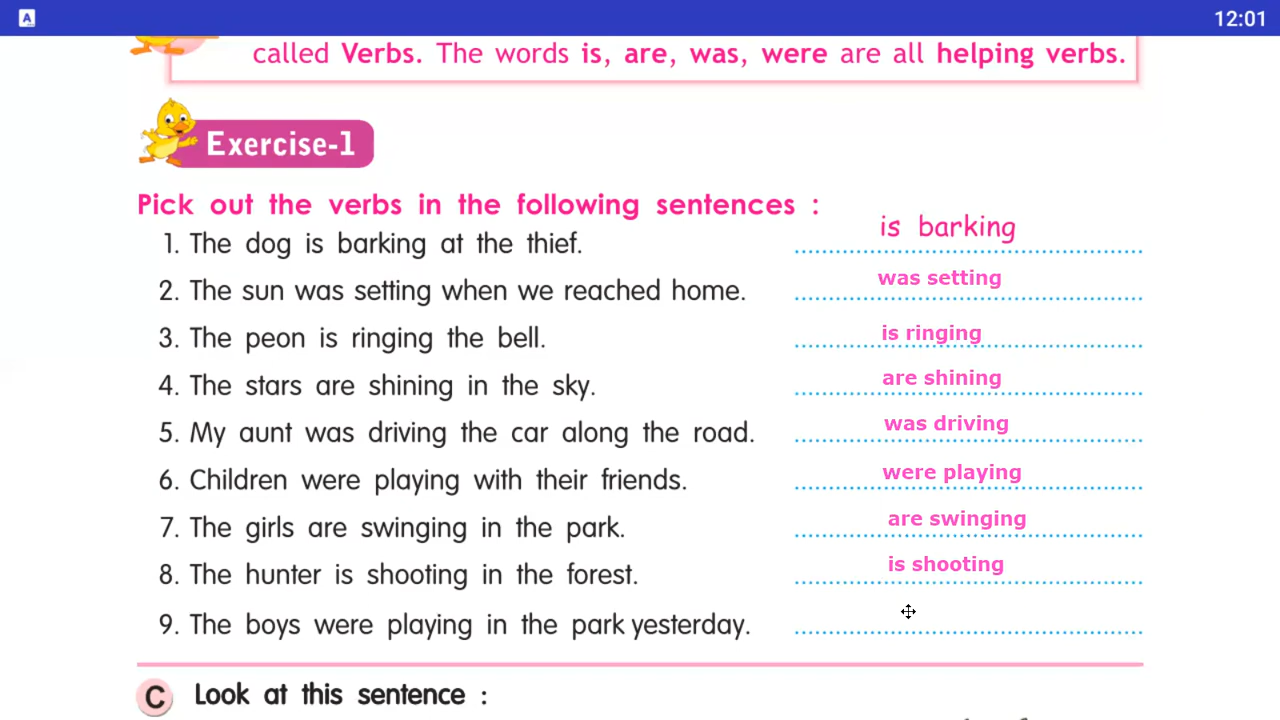 A
12:01
called Verbs. The words is, are, was, were are all helping verbs.
Exercise-1
Pick out the verbs in the following sentences :
1. The dog is barking at the thief. is barking
2. The sun was setting when we reached home. was setting
3. The peon is ringing the bell. is ringing
4. The stars are shining in the sky. are shining
5. My aunt was driving the car along the road. was driving
6. Children were playing with their friends. were playing
7. The girls are swinging in the park. are swinging
8. The hunter is shooting in the forest. is shooting
9. The boys were playing in the park yesterday.
C Look at this sentence :